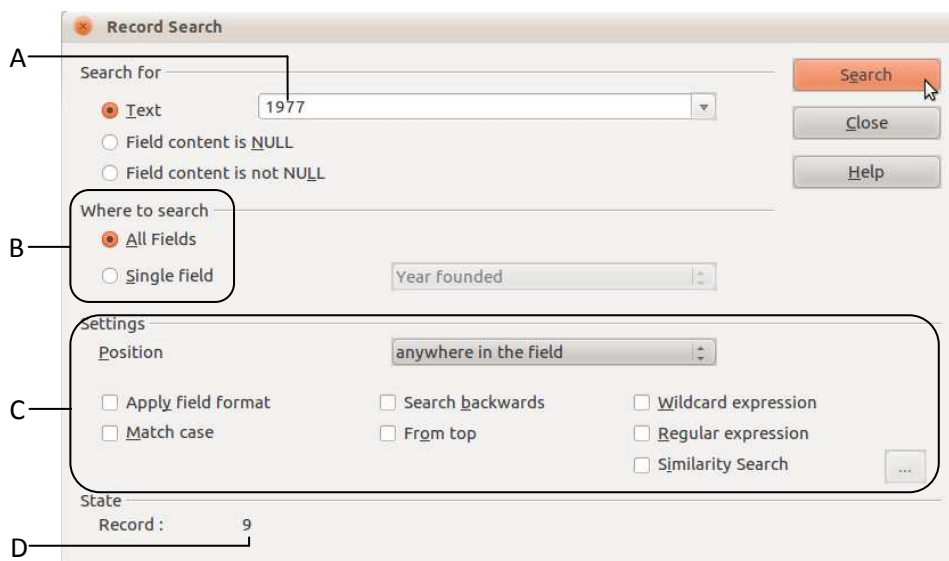 Record Search
A
Search for
Search
Text 1977
Close
Field content is NULL
Field content is not NULL
Help
Where to search
B
All Fields
Single field Year founded
Settings
Position anywhere in the field
C
Apply field format Search backwards Wildcard expression
Match case From top Regular expression
Similarity Search ...
State
Record : 9
D